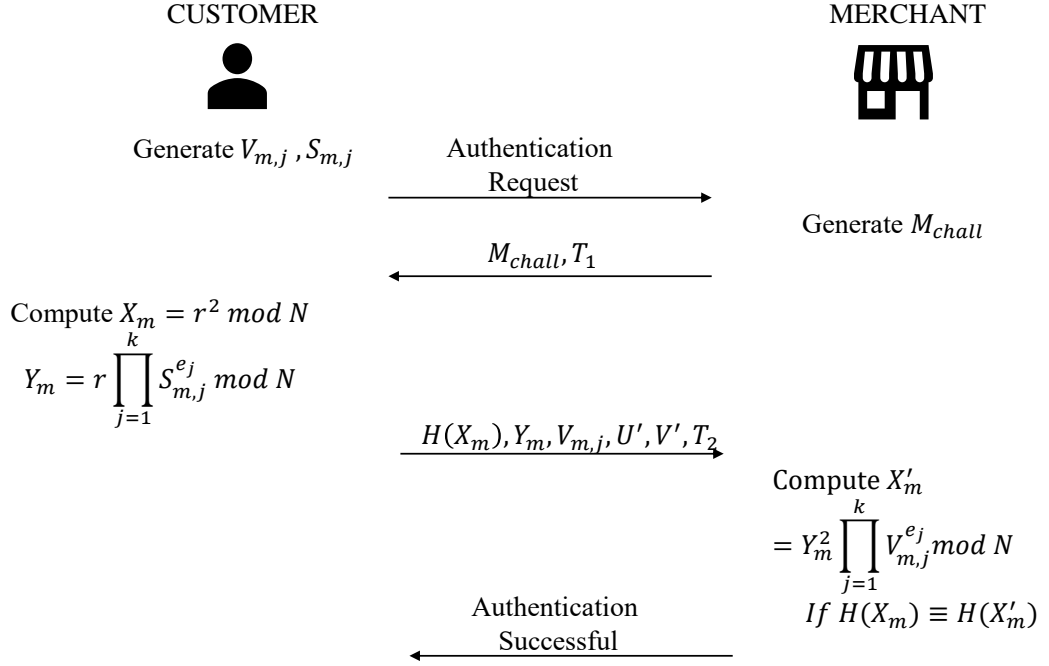 CUSTOMER
MERCHANT
Generate V_{m,j} , S_{m,j}
Authentication
Request
Generate M_{chall}
M_{chall}, T_1
Compute X_m = r^2 mod N
Y_m = r ∏_{j=1}^{k} S_{m,j}^{e_j} mod N
H(X_m), Y_m, V_{m,j}, U′, V′, T_2
Compute X′_m
= Y_m^2 ∏_{j=1}^{k} V_{m,j}^{e_j} mod N
If H(X_m) ≡ H(X′_m)
Authentication
Successful